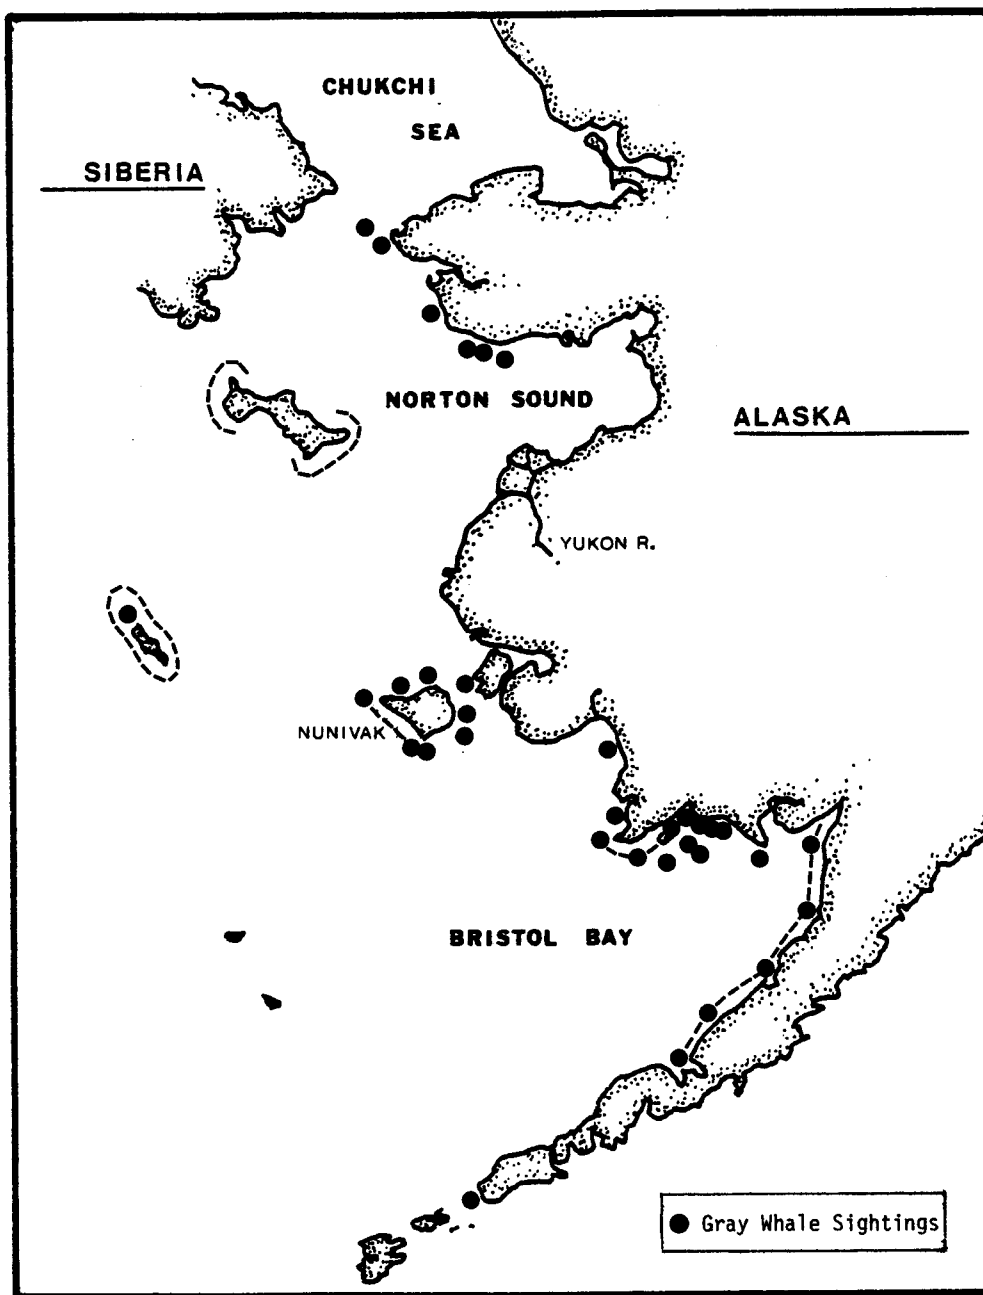 CHUKCHI
SEA
SIBERIA
NORTON SOUND
ALASKA
YUKON R.
NUNIVAK
BRISTOL BAY
Gray Whale Sightings